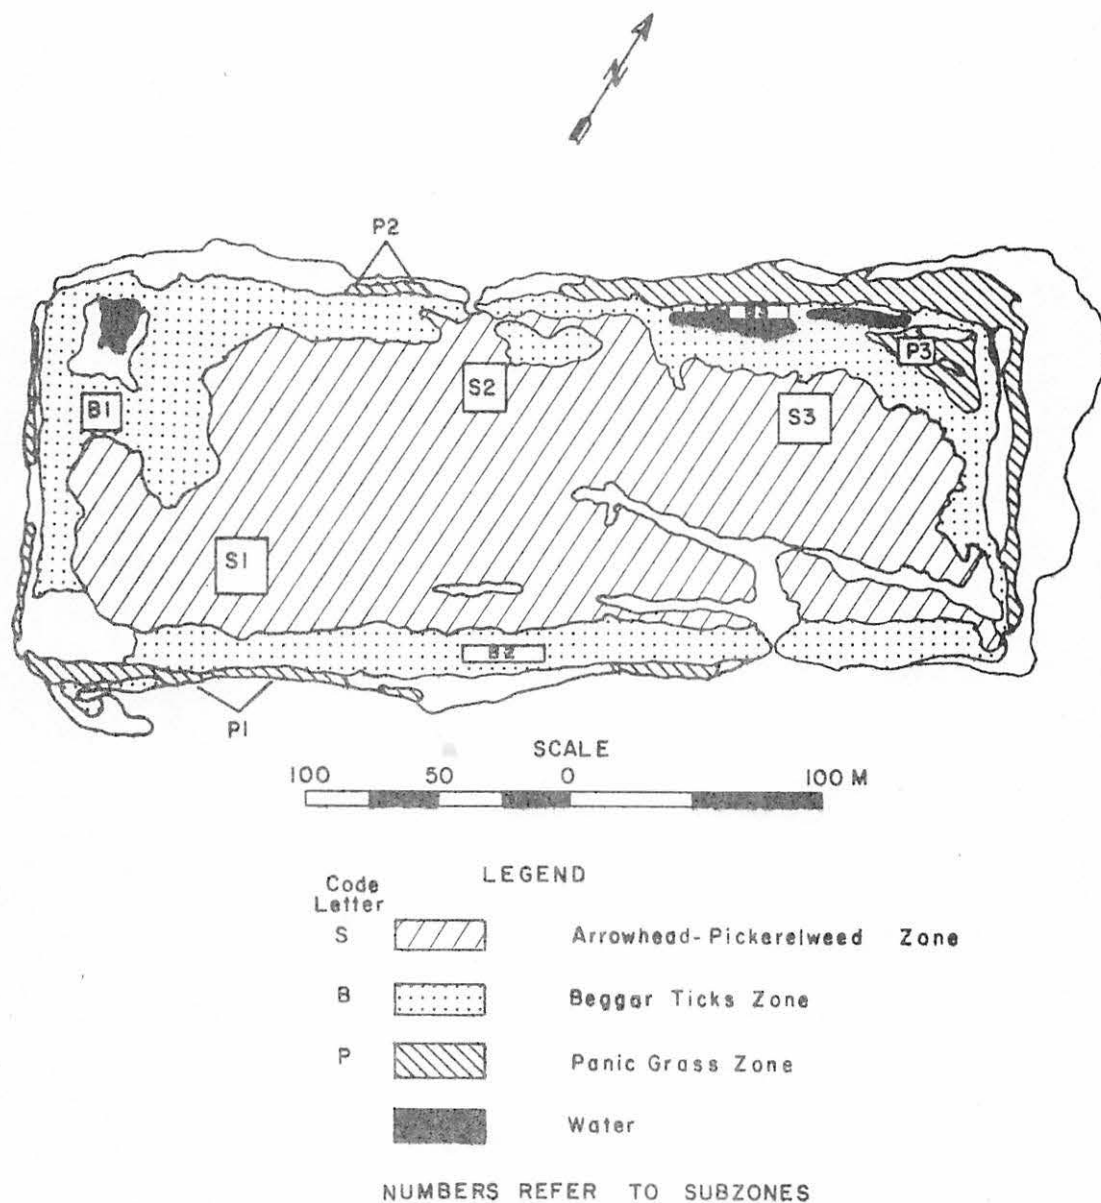 N
P2
B3
P3
B1
S2
S3
S1
B2
P1
SCALE
100 50 0 100 M
LEGEND
Code
Letter
S Arrowhead-Pickerelweed Zone
B Beggar Ticks Zone
P Panic Grass Zone
Water
NUMBERS REFER TO SUBZONES